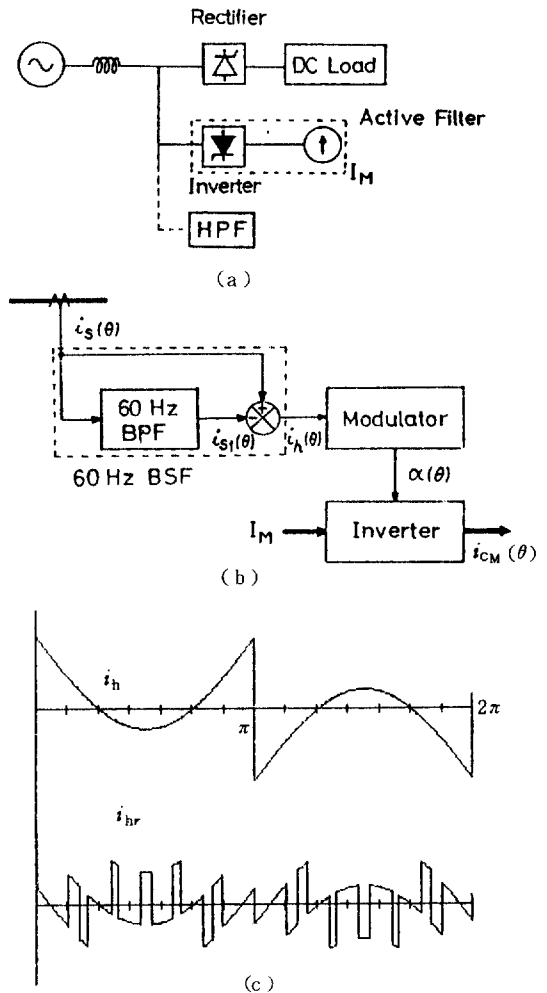 Rectifier
DC Load
Active Filter
Inverter
I_M
HPF
(a)
i_S(θ)
60 Hz
BPF
+
-
i_S1(θ)
i_h(θ)
Modulator
60 Hz BSF
α(θ)
I_M
Inverter
i_CM(θ)
(b)
i_h
π
2π
i_hr
(c)